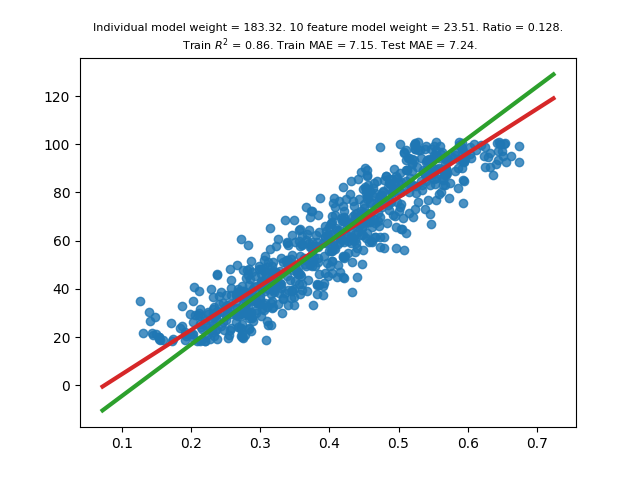 Individual model weight = 183.32. 10 feature model weight = 23.51. Ratio = 0.128.
Train R² = 0.86. Train MAE = 7.15. Test MAE = 7.24.
120
100
80
60
40
20
0
0.1 0.2 0.3 0.4 0.5 0.6 0.7